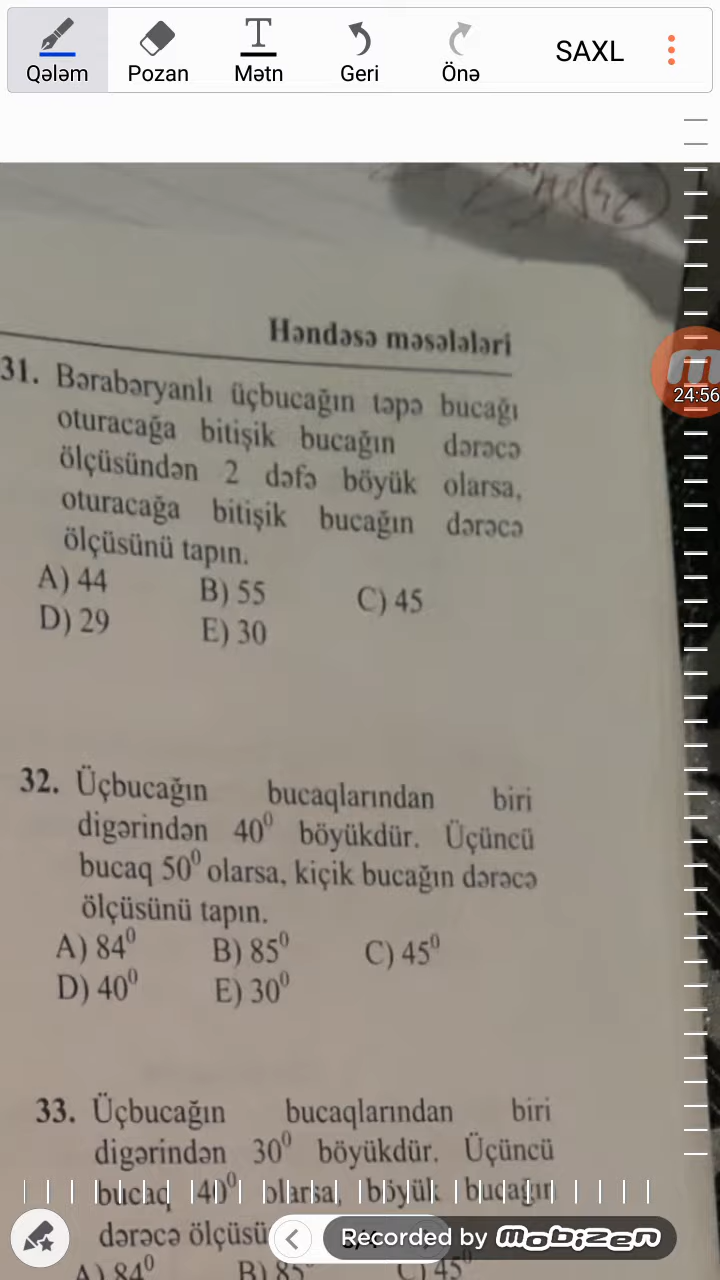 Qələm Pozan Mətn Geri Önə SAXL
Həndəsə məsələləri
24:56
31. Bərabəryanlı üçbucağın təpə bucağı
oturacağa bitişik bucağın dərəcə
ölçüsündən 2 dəfə böyük olarsa,
oturacağa bitişik bucağın dərəcə
ölçüsünü tapın.
A) 44 B) 55 C) 45
D) 29 E) 30
32. Üçbucağın bucaqlarından biri
digərindən 40⁰ böyükdür. Üçüncü
bucaq 50⁰ olarsa, kiçik bucağın dərəcə
ölçüsünü tapın.
A) 84⁰ B) 85⁰ C) 45⁰
D) 40⁰ E) 30⁰
33. Üçbucağın bucaqlarından biri
digərindən 30⁰ böyükdür. Üçüncü
bucaq 40⁰ olarsa, böyük bucağın
dərəcə ölçüsü
Recorded by mobizen
A) 84⁰ B) 85⁰ C) 45⁰